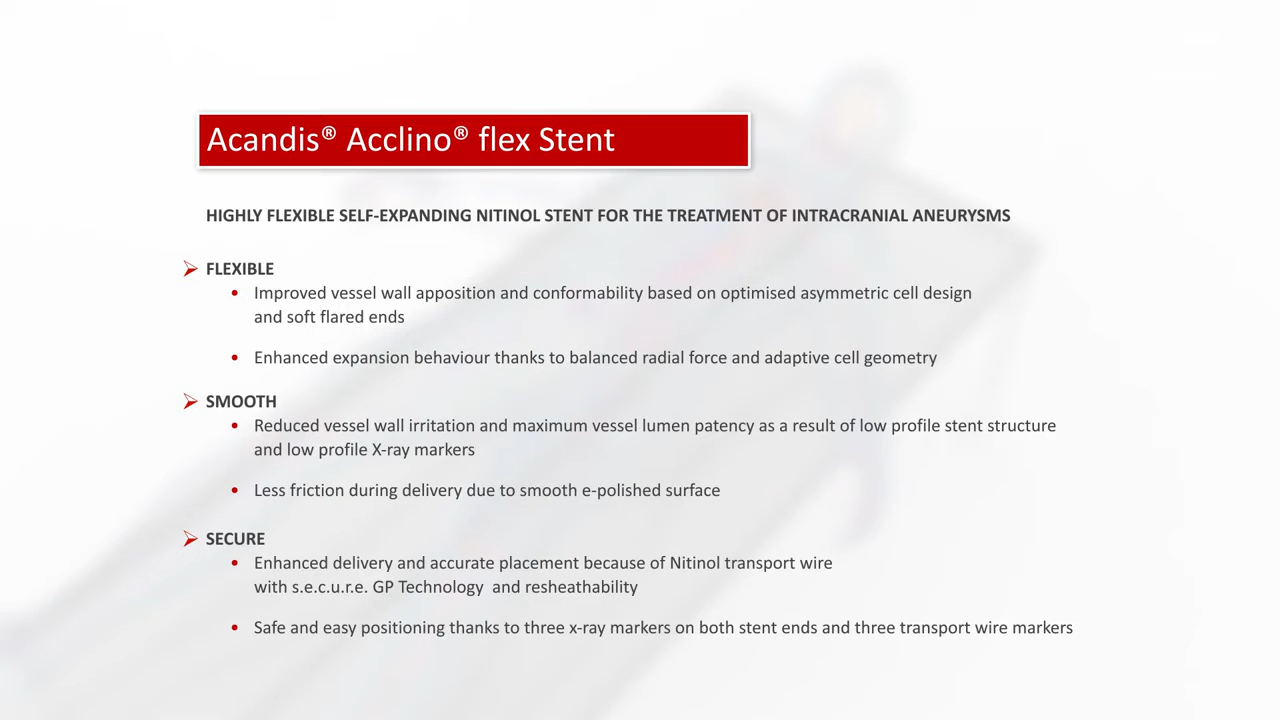 Acandis® Acclino® flex Stent
HIGHLY FLEXIBLE SELF-EXPANDING NITINOL STENT FOR THE TREATMENT OF INTRACRANIAL ANEURYSMS
FLEXIBLE
Improved vessel wall apposition and conformability based on optimised asymmetric cell design
and soft flared ends
Enhanced expansion behaviour thanks to balanced radial force and adaptive cell geometry
SMOOTH
Reduced vessel wall irritation and maximum vessel lumen patency as a result of low profile stent structure
and low profile X-ray markers
Less friction during delivery due to smooth e-polished surface
SECURE
Enhanced delivery and accurate placement because of Nitinol transport wire
with s.e.c.u.r.e. GP Technology and resheathability
Safe and easy positioning thanks to three x-ray markers on both stent ends and three transport wire markers